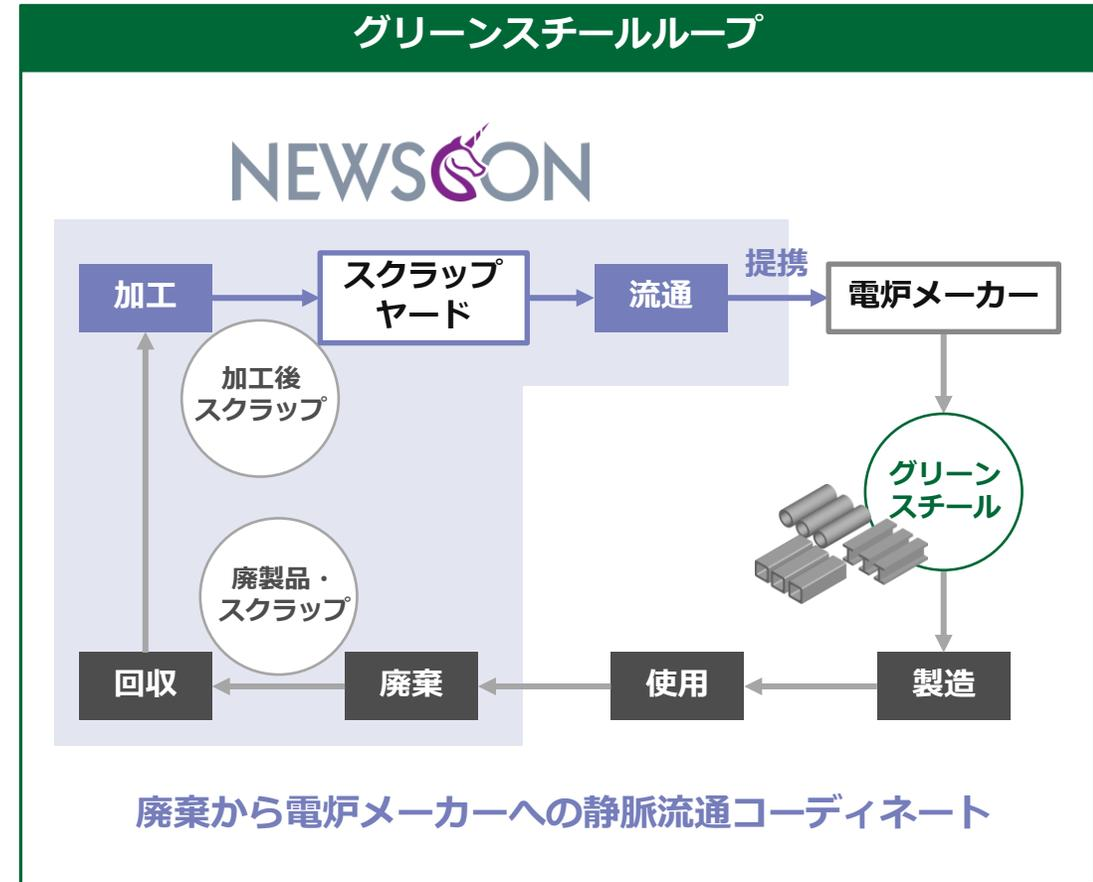 グリーンスチールループ
NEWSCON
加工
スクラップ
ヤード
流通
提携
電炉メーカー
加工後
スクラップ
グリーン
スチール
廃製品・
スクラップ
回収
廃棄
使用
製造
廃棄から電炉メーカーへの静脈流通コーディネート